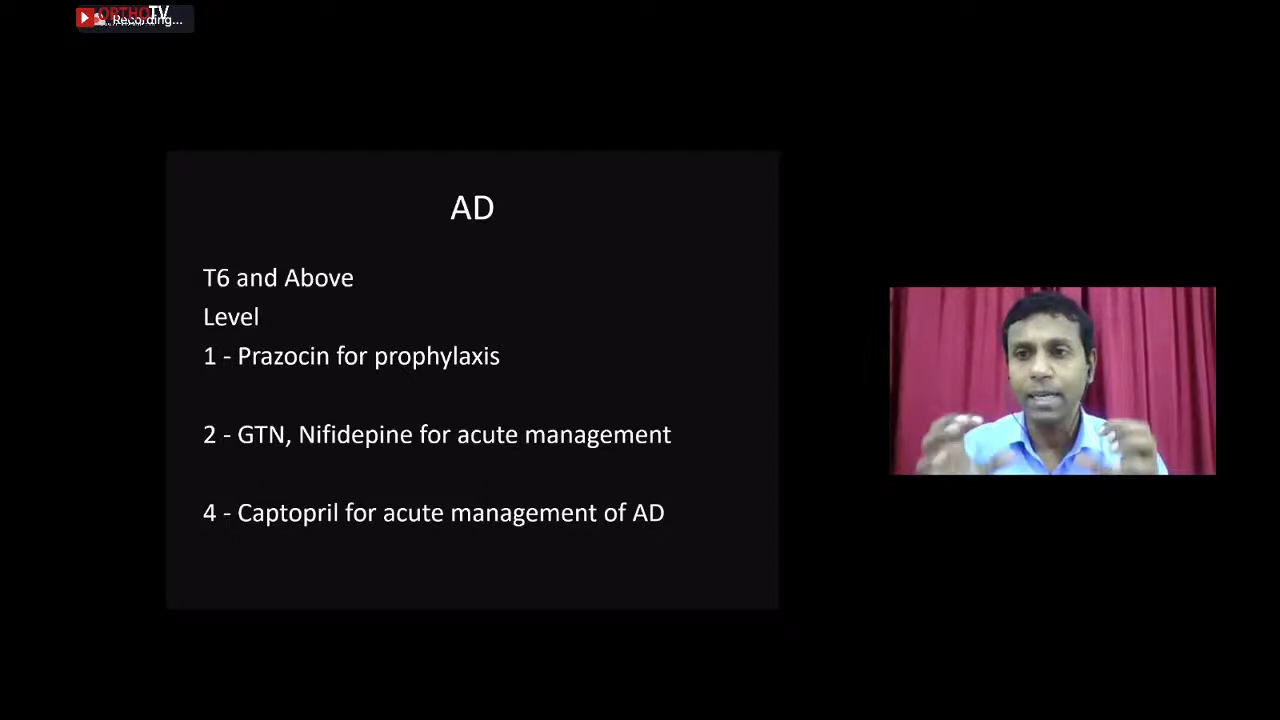 ORTHOTV
Recording...
AD
T6 and Above
Level
1 - Prazocin for prophylaxis
2 - GTN, Nifidepine for acute management
4 - Captopril for acute management of AD